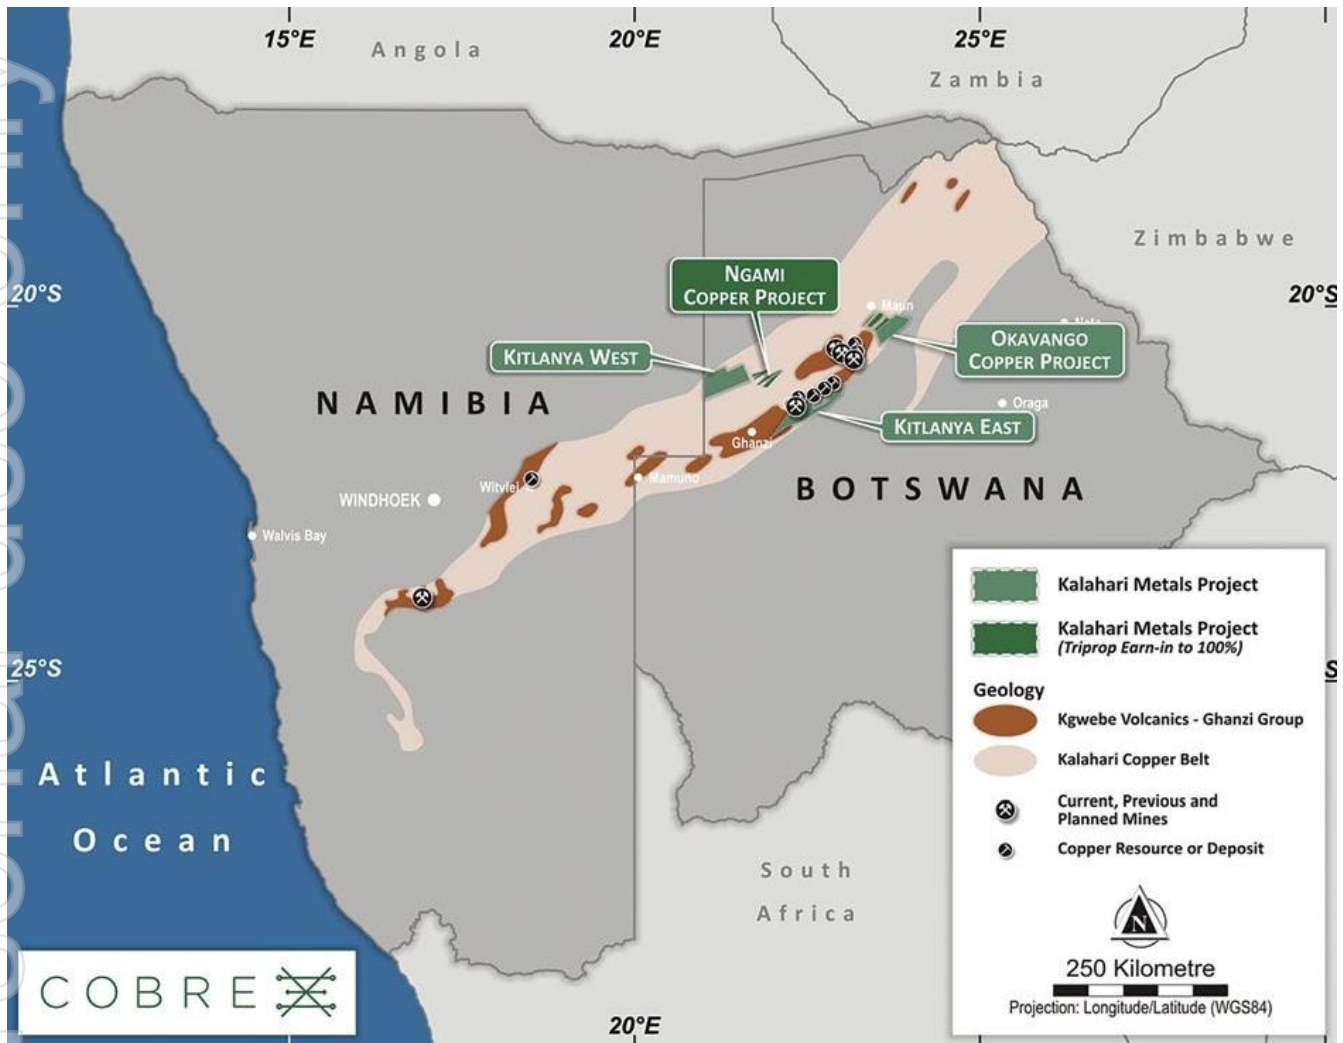 15°E
20°E
25°E
Angola
Zambia
Zimbabwe
20°S
20°S
NGAMI
COPPER PROJECT
Maun
OKAVANGO
COPPER PROJECT
KITLANYA WEST
NAMIBIA
Oraga
KITLANYA EAST
Ghanzi
Mamuno
Witvlei
BOTSWANA
WINDHOEK
Walvis Bay
Kalahari Metals Project
Kalahari Metals Project
(Triprop Earn-in to 100%)
25°S
S
Geology
Kgwebe Volcanics - Ghanzi Group
Kalahari Copper Belt
Current, Previous and
Planned Mines
Copper Resource or Deposit
Atlantic
Ocean
South
Africa
N
250 Kilometre
Projection: Longitude/Latitude (WGS84)
COBRE
20°E